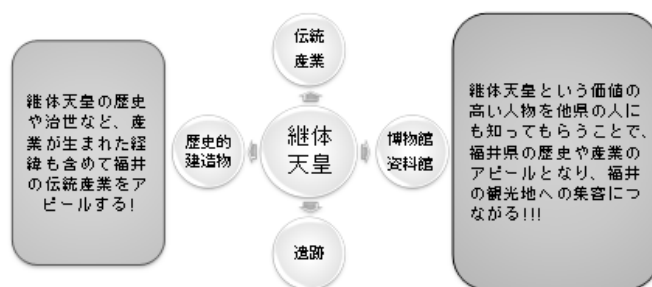 継体天皇の歴史
や治世など、産
業が生まれた経
緯も含めて福井
の伝統産業をア
ピールする!
伝統
産業
歴史的
建造物
継体
天皇
博物館
資料館
遺跡
継体天皇という価値の
高い人物を他県の人に
も知ってもらうことで、
福井県の歴史や産業の
アピールとなり、福井
の観光地への集客につ
ながる!!!